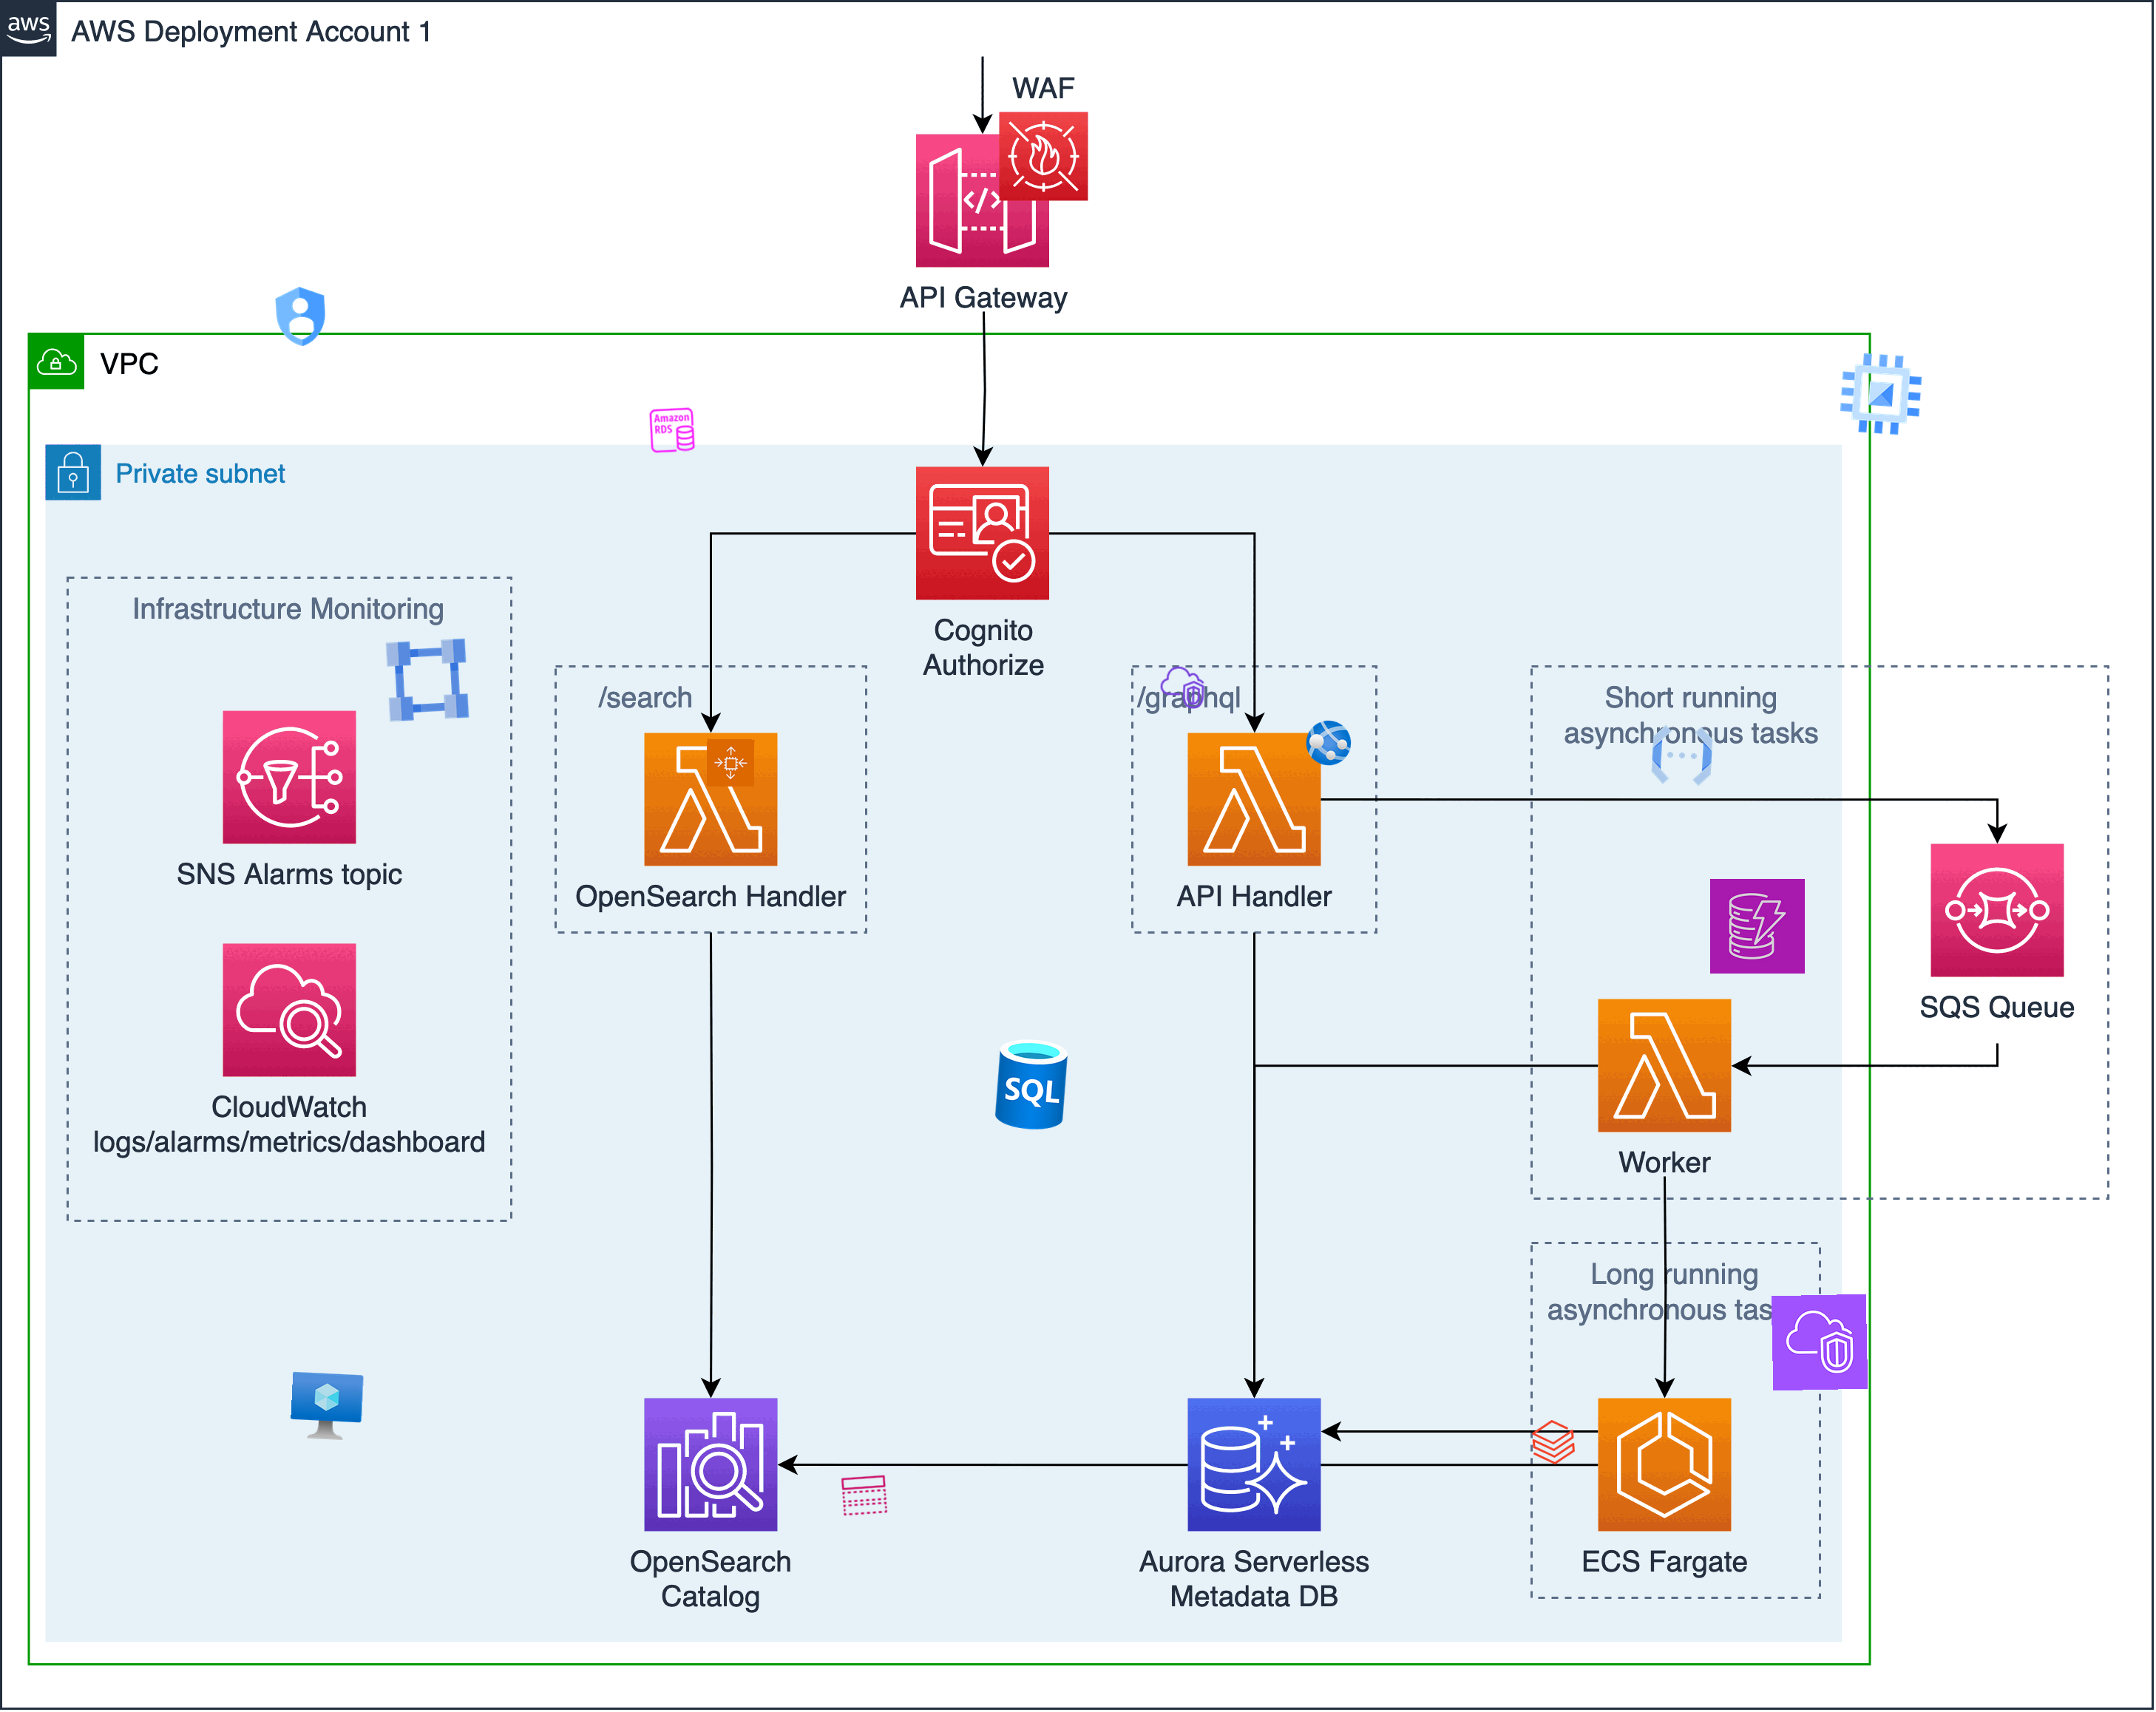 aws
AWS Deployment Account 1
WAF
API Gateway
VPC
Amazon
RDS
Private subnet
Cognito
Authorize
Infrastructure Monitoring
/search
/graphql
Short running
asynchronous tasks
SNS Alarms topic
OpenSearch Handler
API Handler
SQS Queue
SQL
CloudWatch
logs/alarms/metrics/dashboard
Worker
Long running
asynchronous tas
OpenSearch
Catalog
Aurora Serverless
Metadata DB
ECS Fargate